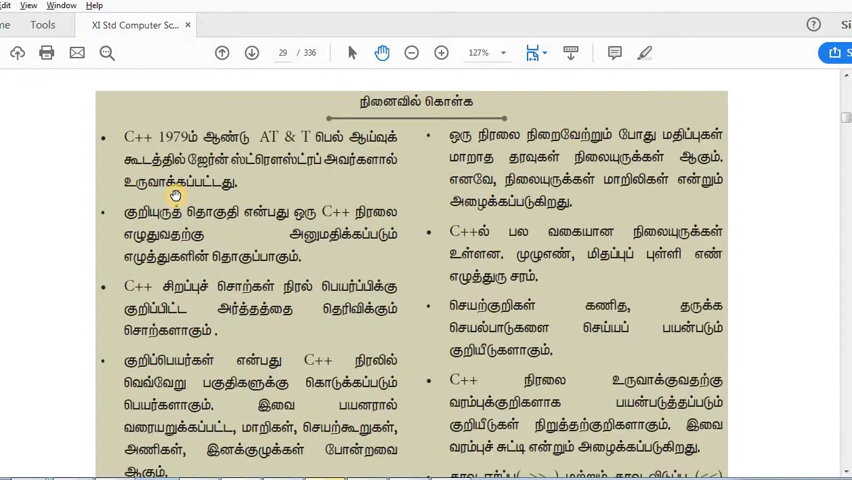 Edit
Window
Help
Tools
XI Std Computer Sc...
×
29 / 336
127%
நினைவில் கொள்க
• C++ 1979ம் ஆண்டு AT & T பெல் ஆய்வுக்
கூடத்தில் ஜேர்ன் ஸ்ட்ரௌஸ்ட்ரப் அவர்களால்
உருவாக்கப்பட்டது.
• குறியுருத் தொகுதி என்பது ஒரு C++ நிரலை
எழுதுவதற்கு அனுமதிக்கப்படும்
எழுத்துகளின் தொகுப்பாகும்.
• C++ சிறப்புச் சொற்கள் நிரல் பெயர்ப்பிக்கு
குறிப்பிட்ட அர்த்தத்தை தெரிவிக்கும்
சொற்களாகும் .
• குறிப்பெயர்கள் என்பது C++ நிரலில்
வெவ்வேறு பகுதிகளுக்கு கொடுக்கப்படும்
பெயர்களாகும். இவை பயனரால்
வரையறுக்கப்பட்ட, மாறிகள், செயற்கூறுகள்,
அணிகள், இனக்குழுக்கள் போன்றவை
ஆகும்.
• ஒரு நிரலை நிறைவேற்றும் போது மதிப்புகள்
மாறாத தரவுகள் நிலையுருக்கள் ஆகும்.
எனவே, நிலையுருக்கள் மாறிலிகள் என்றும்
அழைக்கப்படுகிறது.
• C++ல் பல வகையான நிலையுருக்கள்
உள்ளன. முழுஎண், மிதப்புப் புள்ளி எண்
எழுத்துரு சரம்.
• செயற்குறிகள் கணித, தருக்க
செயல்பாடுகளை செய்யப் பயன்படும்
குறியீடுகளாகும்.
• C++ நிரலை உருவாக்குவதற்கு
வரம்புக்குறிகளாக பயன்படுத்தப்படும்
குறியீடுகள் நிறுத்தற்குறிகளாகும். இவை
வரம்புச் சுட்டி என்றும் அழைக்கப்படுகிறது.